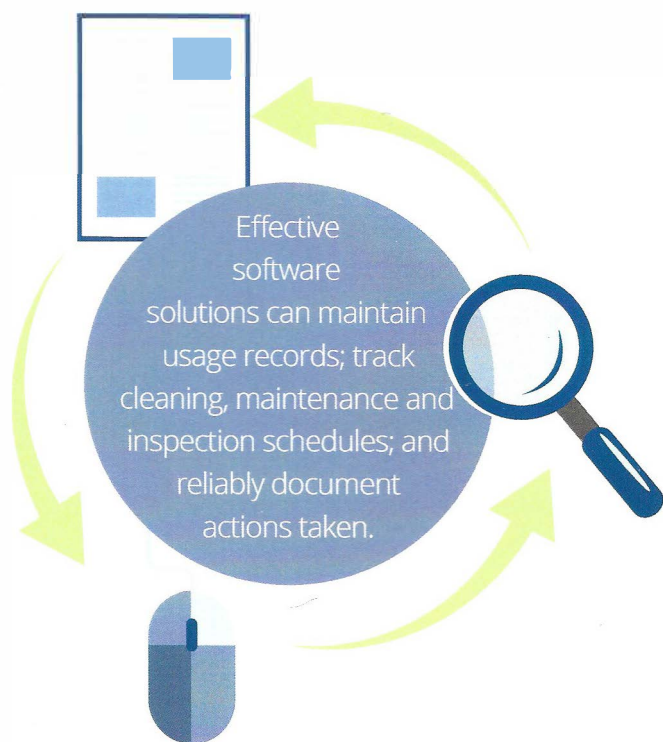 Effective
software
solutions can maintain
usage records; track
cleaning, maintenance and
inspection schedules; and
reliably document
actions taken.